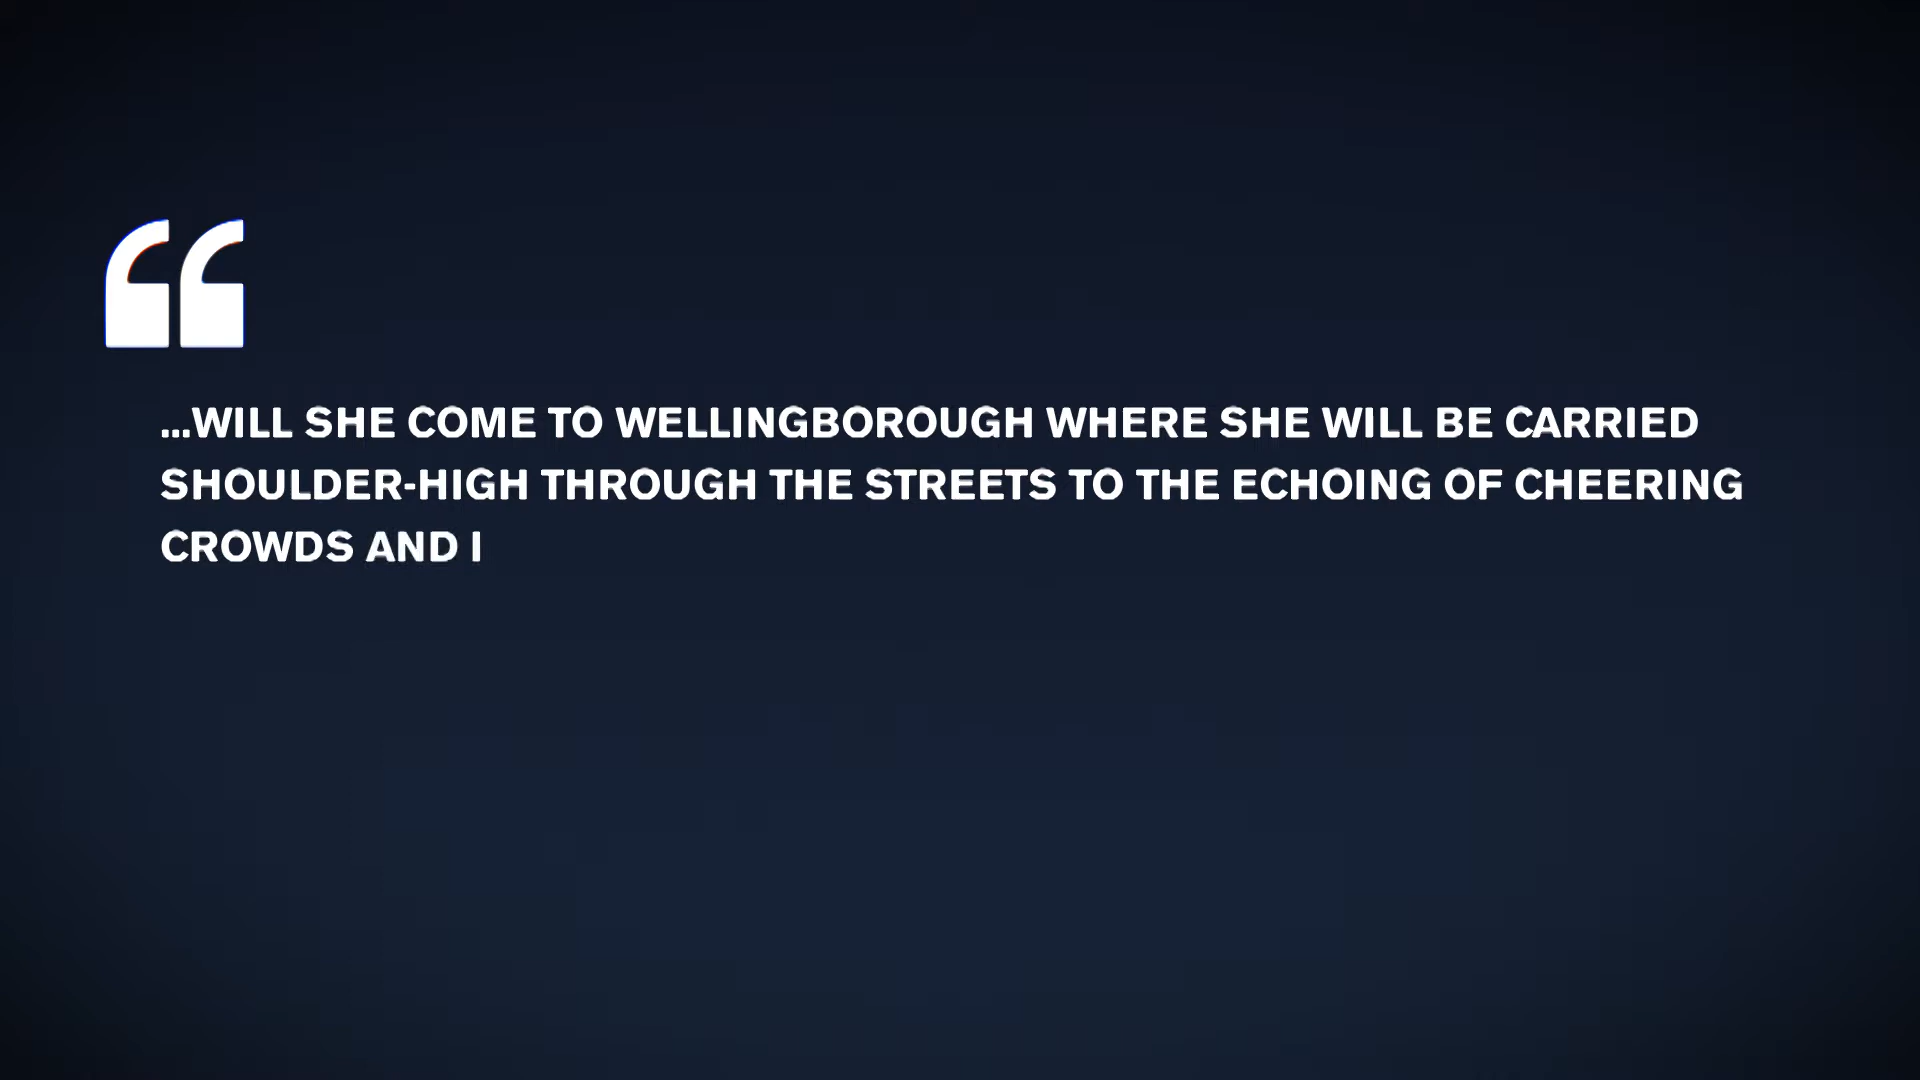 “
...WILL SHE COME TO WELLINGBOROUGH WHERE SHE WILL BE CARRIED
SHOULDER-HIGH THROUGH THE STREETS TO THE ECHOING OF CHEERING
CROWDS AND I